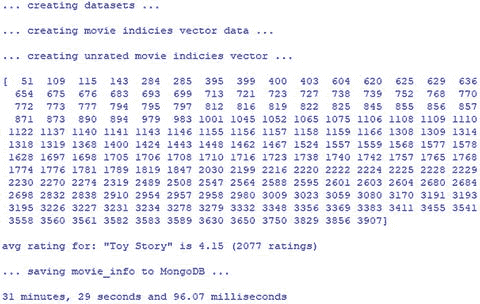 ... creating datasets ...
... creating movie indicies vector data ...
... creating unrated movie indicies vector ...
[ 51 109 115 143 284 285 395 399 400 403 604 620 625 629 636
654 675 676 683 693 699 713 721 723 727 738 739 752 768 770
772 773 777 794 795 797 812 816 819 822 825 845 855 856 857
871 873 890 894 979 983 1001 1045 1052 1065 1075 1106 1108 1109 1110
1122 1137 1140 1141 1143 1146 1155 1156 1157 1158 1159 1166 1308 1309 1314
1318 1319 1368 1400 1424 1443 1448 1462 1467 1524 1557 1559 1568 1577 1578
1628 1697 1698 1705 1706 1708 1710 1716 1723 1738 1740 1742 1757 1765 1768
1774 1776 1781 1789 1819 1847 2030 2199 2216 2220 2222 2224 2225 2228 2229
2230 2270 2274 2319 2489 2508 2547 2564 2588 2595 2601 2603 2604 2680 2684
2698 2832 2838 2910 2954 2957 2958 2980 3009 3023 3059 3080 3170 3191 3193
3195 3226 3227 3231 3234 3278 3279 3332 3348 3356 3369 3383 3411 3455 3541
3558 3560 3561 3582 3583 3589 3630 3650 3750 3829 3856 3907]
avg rating for: "Toy Story" is 4.15 (2077 ratings)
... saving movie_info to MongoDB ...
31 minutes, 29 seconds and 96.07 milliseconds